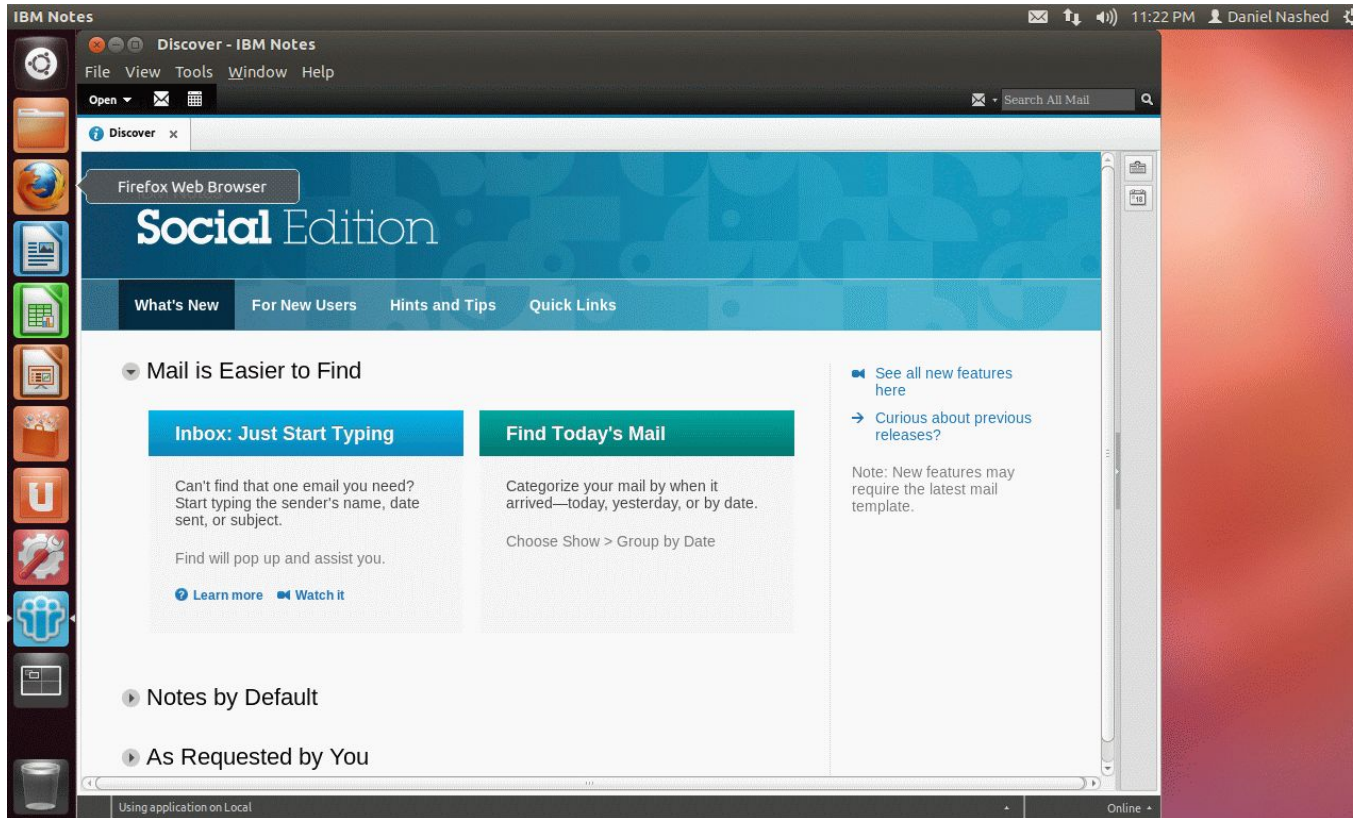 IBM Notes
11:22 PM Daniel Nashed
Discover - IBM Notes
File View Tools Window Help
Open
Search All Mail
Discover x
18
Firefox Web Browser
Social Edition
What's New For New Users Hints and Tips Quick Links
Mail is Easier to Find
Inbox: Just Start Typing
Can't find that one email you need?
Start typing the sender's name, date
sent, or subject.
Find will pop up and assist you.
Learn more Watch it
Find Today's Mail
Categorize your mail by when it
arrived—today, yesterday, or by date.
Choose Show > Group by Date
See all new features
here
Curious about previous
releases?
Note: New features may
require the latest mail
template.
Notes by Default
As Requested by You
Using application on Local
Online